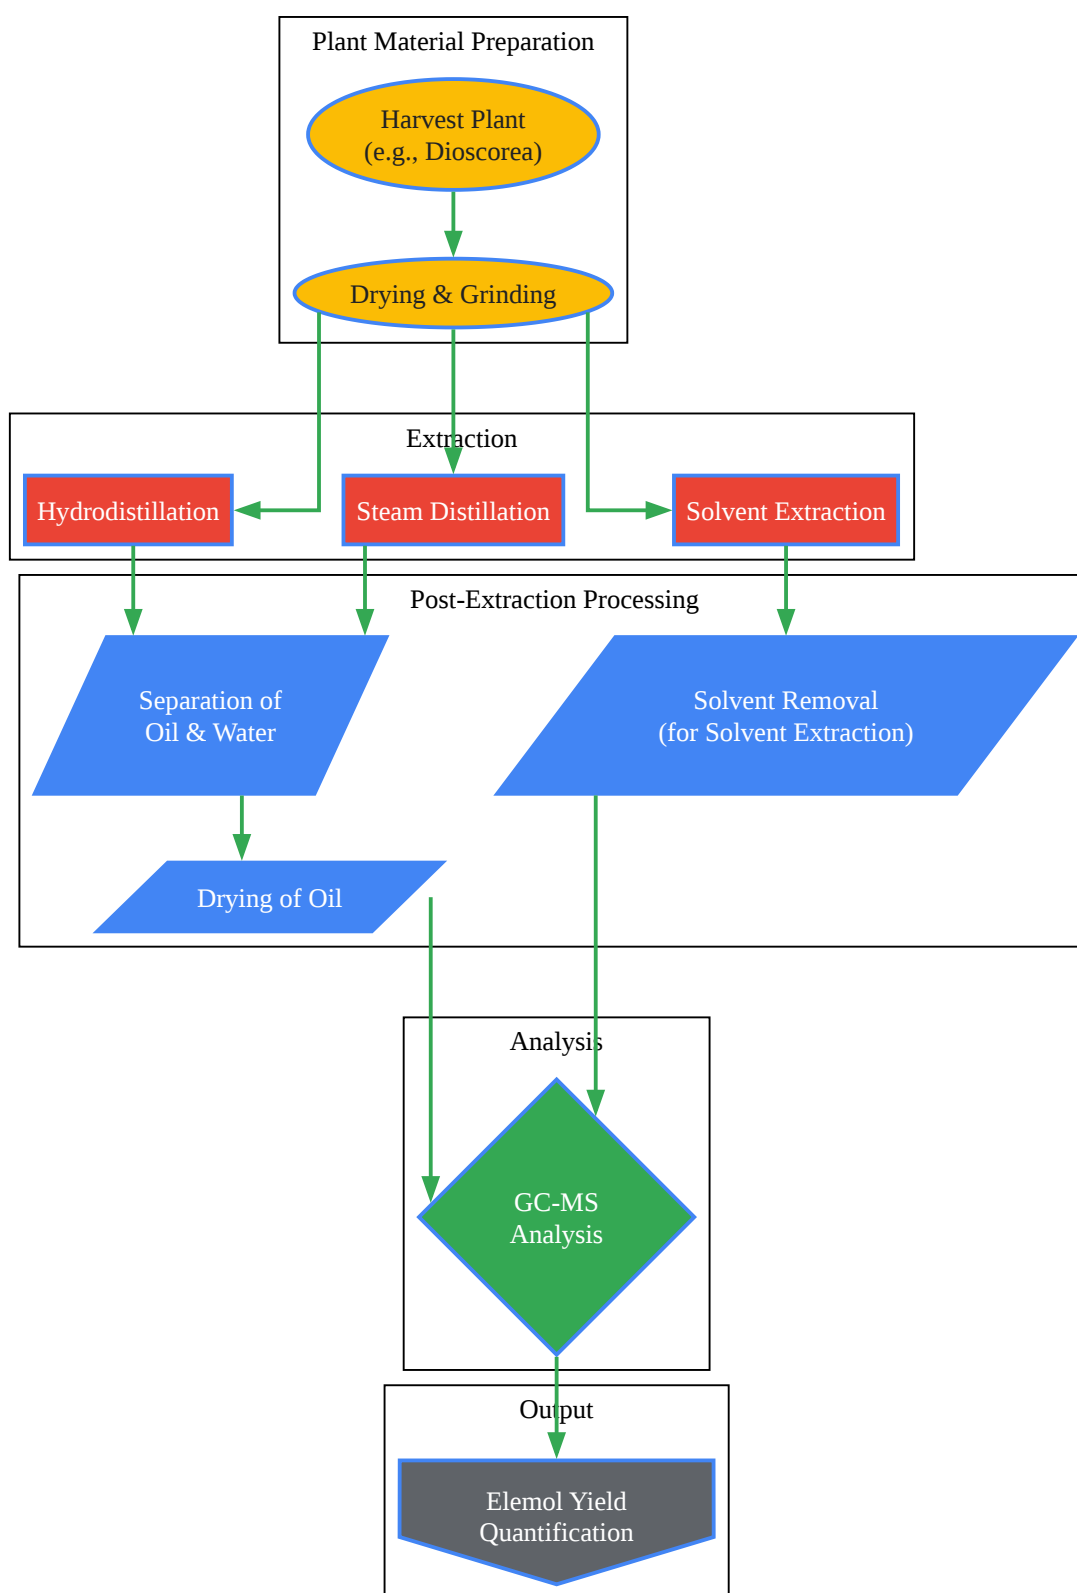 Plant Material Preparation
Harvest Plant
(e.g., Dioscorea)
Drying & Grinding
Extraction
Hydrodistillation
Steam Distillation
Solvent Extraction
Post-Extraction Processing
Separation of
Oil & Water
Solvent Removal
(for Solvent Extraction)
Drying of Oil
Analysis
GC-MS
Analysis
Output
Elemol Yield
Quantification